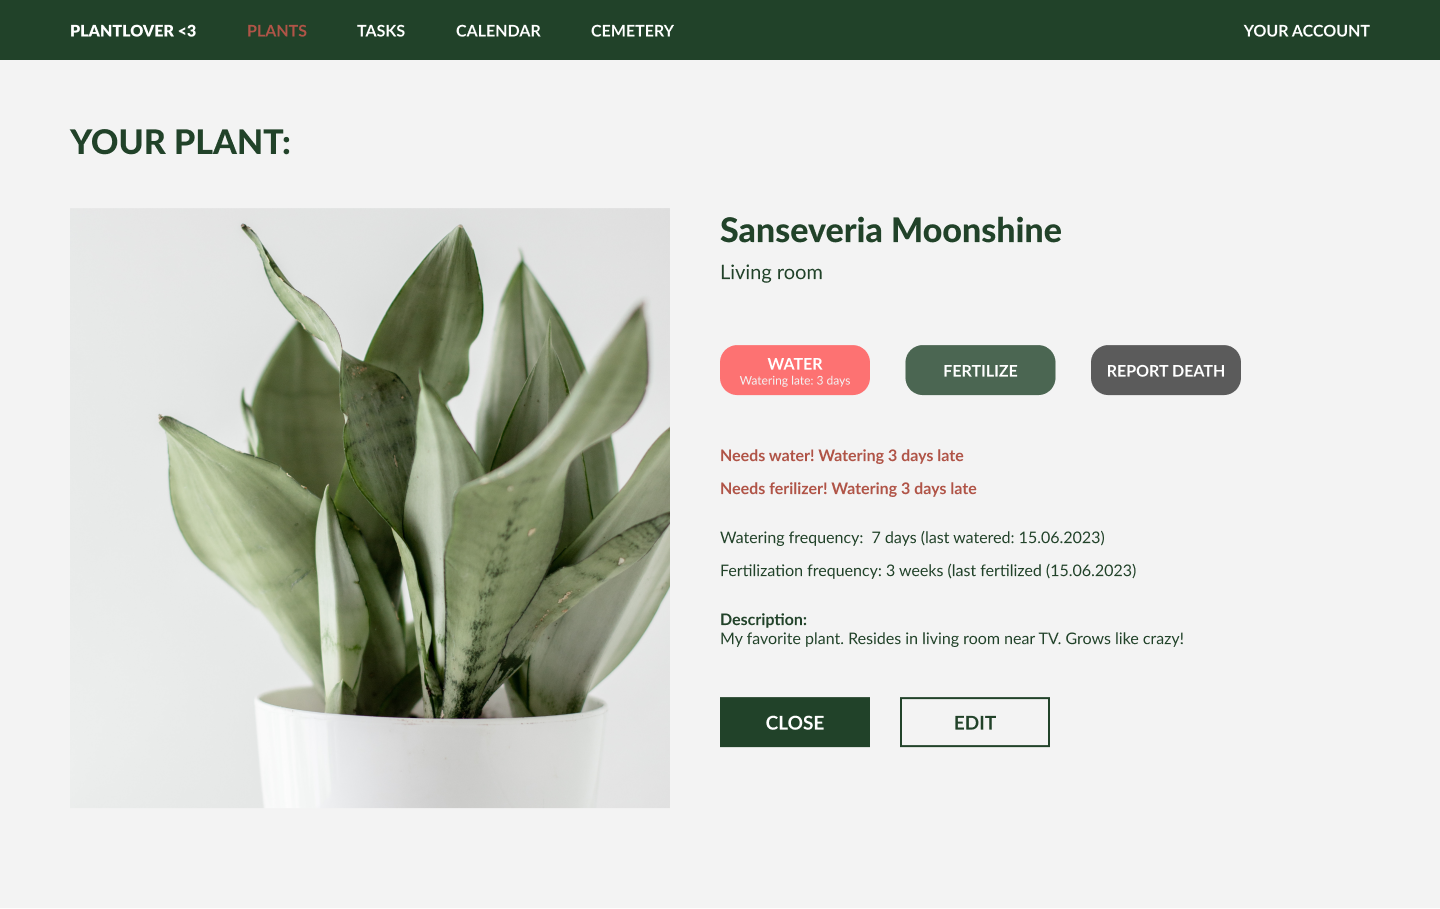 PLANTLOVER <3 PLANTS TASKS CALENDAR CEMETERY YOUR ACCOUNT
YOUR PLANT:
Sanseveria Moonshine
Living room
WATER
Watering late: 3 days
FERTILIZE
REPORT DEATH
Needs water! Watering 3 days late
Needs ferilizer! Watering 3 days late
Watering frequency:  7 days (last watered: 15.06.2023)
Fertilization frequency: 3 weeks (last fertilized (15.06.2023)
Description:
My favorite plant. Resides in living room near TV. Grows like crazy!
CLOSE EDIT